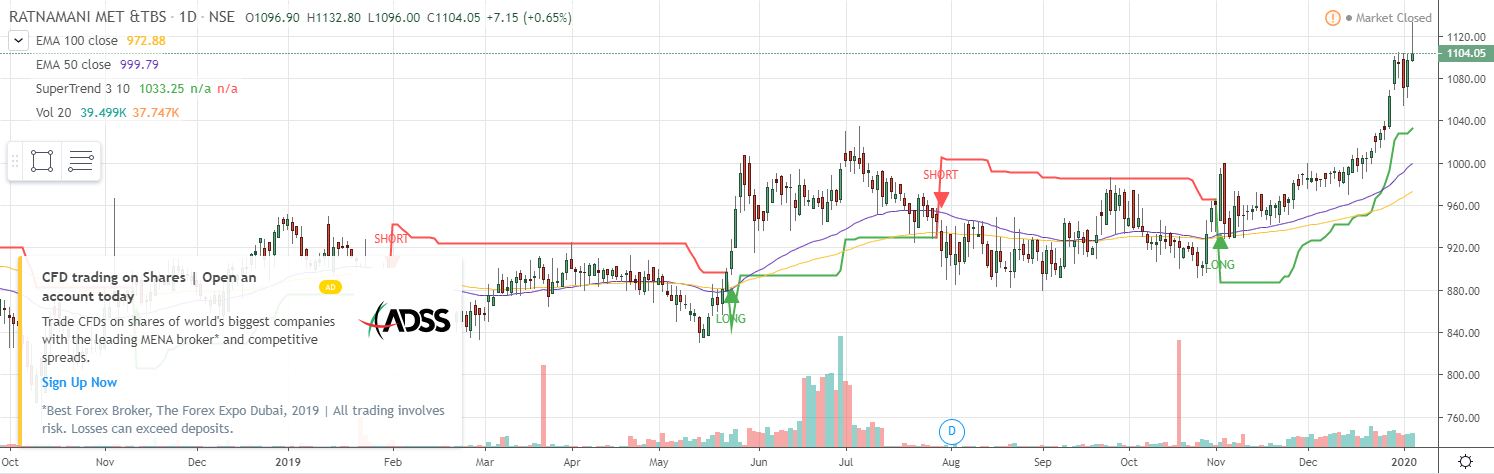 RATNAMANI MET &TBS · 1D · NSE O1096.90 H1132.80 L1096.00 C1104.05 +7.15 (+0.65%)
Market Closed
EMA 100 close 972.88
EMA 50 close 999.79
SuperTrend 3 10 1033.25 n/a n/a
Vol 20 39.499K 37.747K
1120.00
1104.05
1080.00
1040.00
1000.00
960.00
920.00
880.00
840.00
800.00
760.00
SHORT
SHORT
LONG
LONG
CFD trading on Shares | Open an
account today
AD
Trade CFDs on shares of world's biggest companies
with the leading MENA broker* and competitive
spreads.
ADSS
Sign Up Now
*Best Forex Broker, The Forex Expo Dubai, 2019 | All trading involves
risk. Losses can exceed deposits.
D
Oct Nov Dec 2019 Feb Mar Apr May Jun Jul Aug Sep Oct Nov Dec 2020